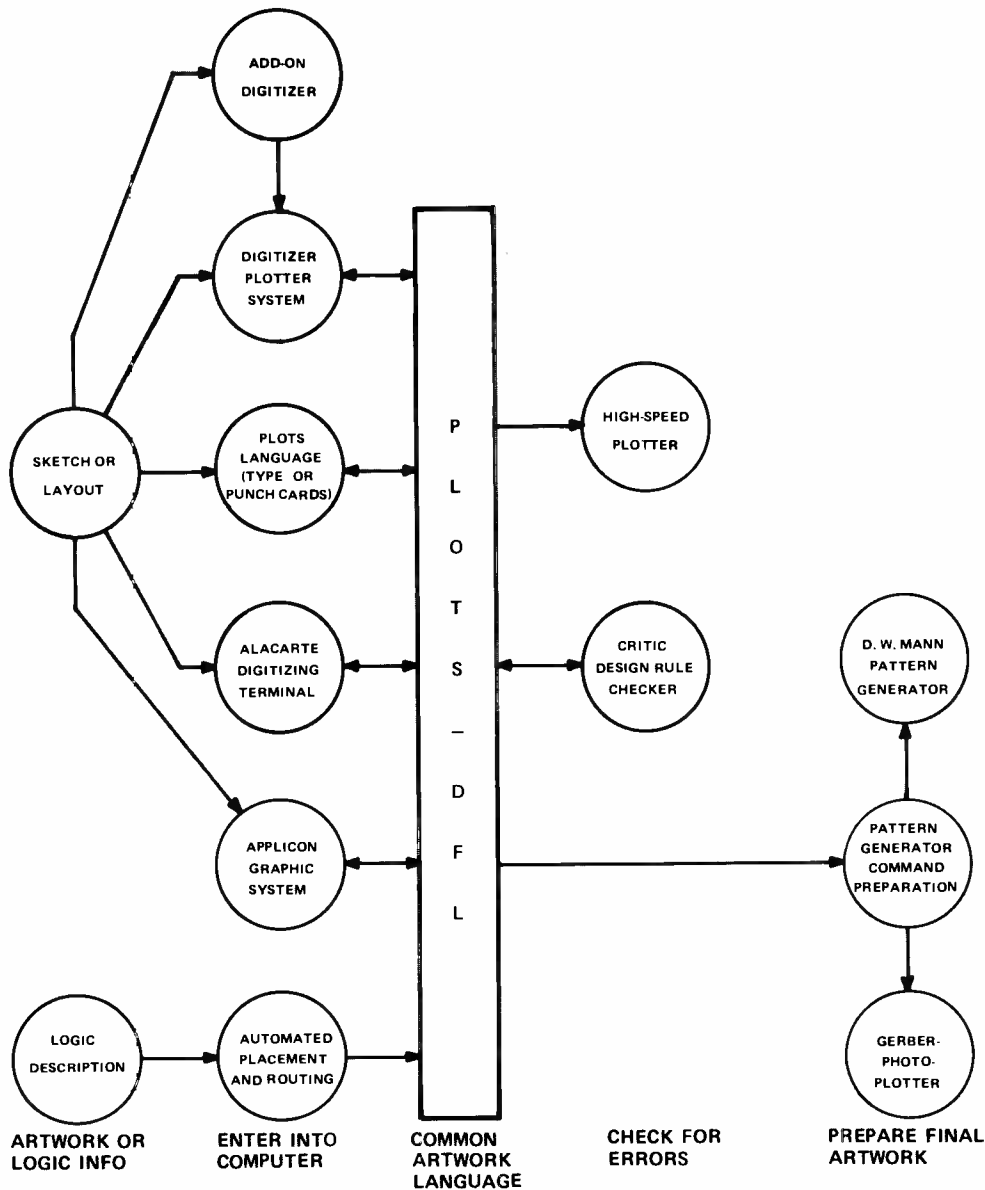 ADD-ON
DIGITIZER
DIGITIZER
PLOTTER
SYSTEM
SKETCH OR
LAYOUT
PLOTS
LANGUAGE
(TYPE OR
PUNCH CARDS)
ALACARTE
DIGITIZING
TERMINAL
APPLICON
GRAPHIC
SYSTEM
LOGIC
DESCRIPTION
AUTOMATED
PLACEMENT
AND ROUTING
P
L
O
T
S
–
D
F
L
HIGH-SPEED
PLOTTER
CRITIC
DESIGN RULE
CHECKER
D. W. MANN
PATTERN
GENERATOR
PATTERN
GENERATOR
COMMAND
PREPARATION
GERBER-
PHOTO-
PLOTTER
ARTWORK OR
LOGIC INFO
ENTER INTO
COMPUTER
COMMON
ARTWORK
LANGUAGE
CHECK FOR
ERRORS
PREPARE FINAL
ARTWORK